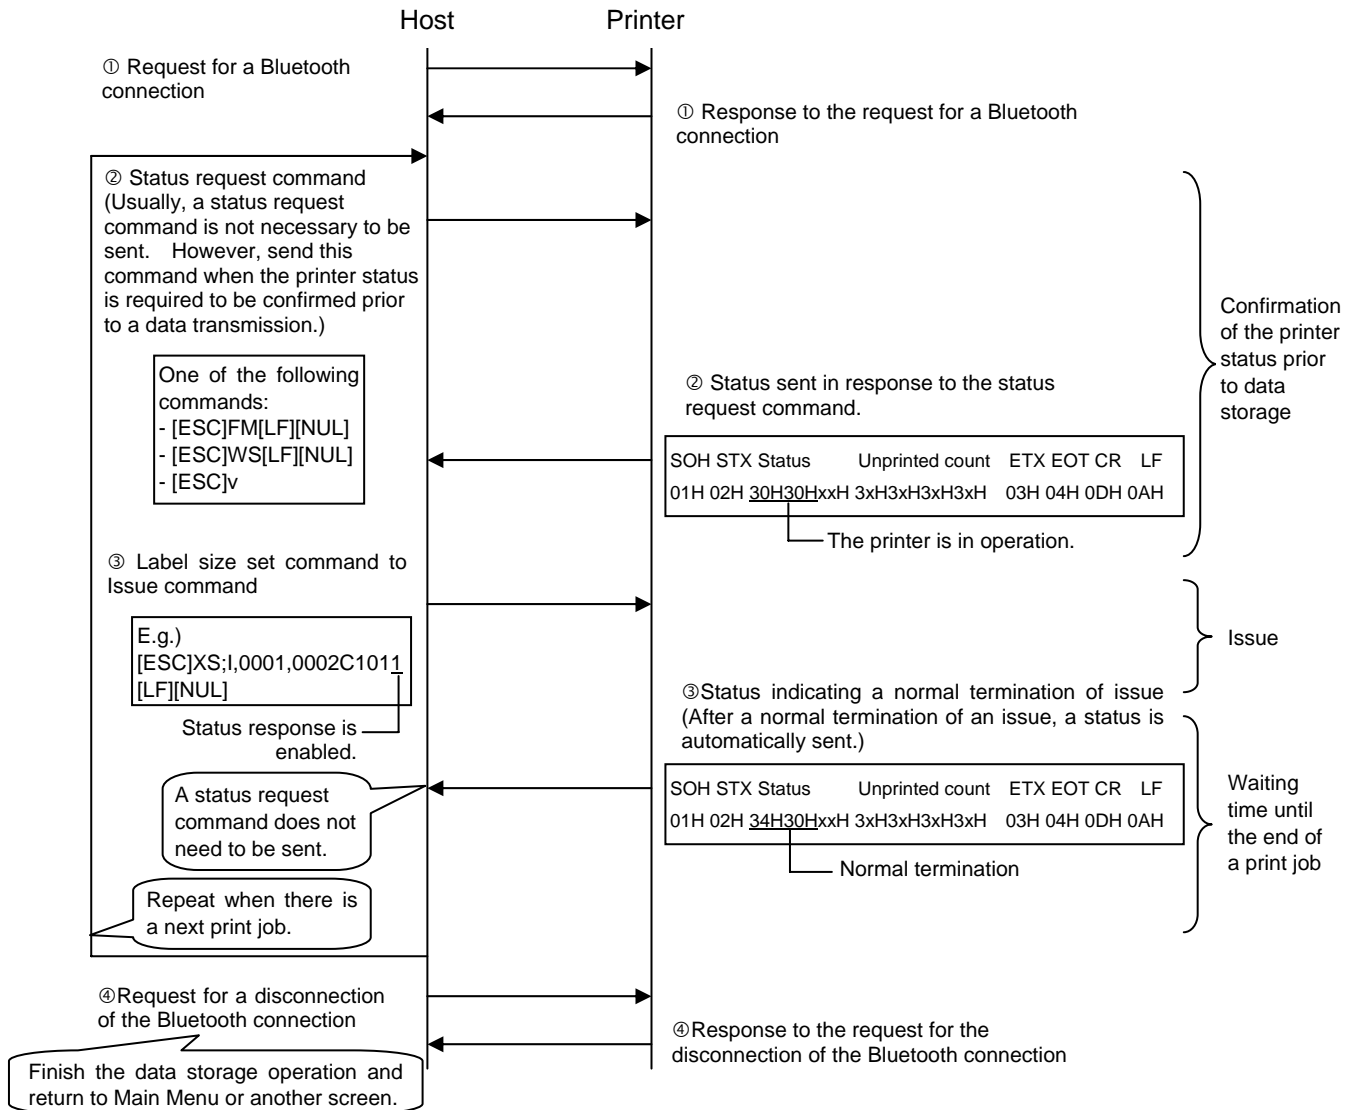 Host
Printer
① Request for a Bluetooth
connection
① Response to the request for a Bluetooth
connection
② Status request command
(Usually, a status request
command is not necessary to be
sent. However, send this
command when the printer status
is required to be confirmed prior
to a data transmission.)
One of the following
commands:
- [ESC]FM[LF][NUL]
- [ESC]WS[LF][NUL]
- [ESC]v
② Status sent in response to the status
request command.
SOH STX Status Unprinted count ETX EOT CR LF
01H 02H 30H30HxxH 3xH3xH3xH3xH 03H 04H 0DH 0AH
The printer is in operation.
Confirmation
of the printer
status prior
to data
storage
③ Label size set command to
Issue command
E.g.)
[ESC]XS;I,0001,0002C1011
[LF][NUL]
Status response is
enabled.
Issue
③Status indicating a normal termination of issue
(After a normal termination of an issue, a status is
automatically sent.)
SOH STX Status Unprinted count ETX EOT CR LF
01H 02H 34H30HxxH 3xH3xH3xH3xH 03H 04H 0DH 0AH
Normal termination
Waiting
time until
the end of
a print job
A status request
command does not
need to be sent.
Repeat when there is
a next print job.
④Request for a disconnection
of the Bluetooth connection
④Response to the request for the
disconnection of the Bluetooth connection
Finish the data storage operation and
return to Main Menu or another screen.